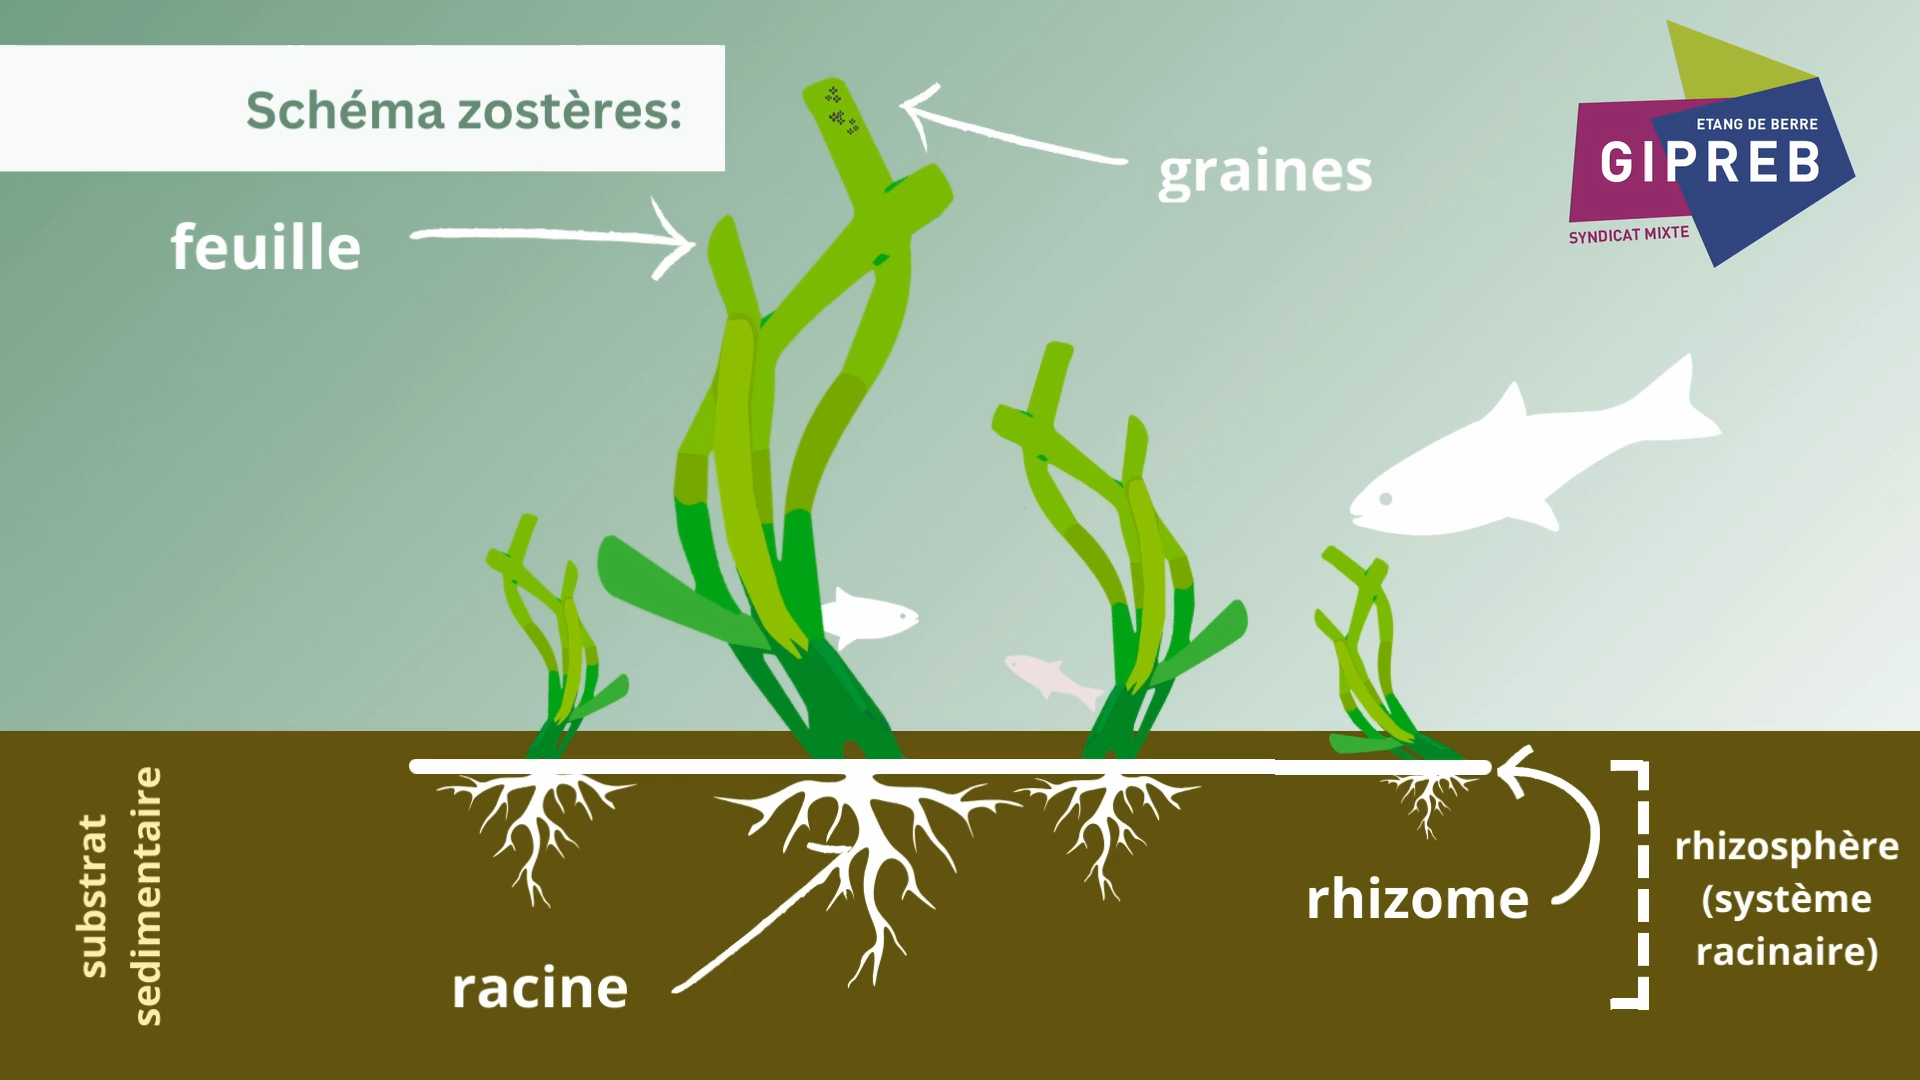 Schéma zostères:
ETANG DE BERRE
GIPREB
SYNDICAT MIXTE
graines
feuille
substrat
sedimentaire
rhizosphère
(système
racinaire)
rhizome
racine